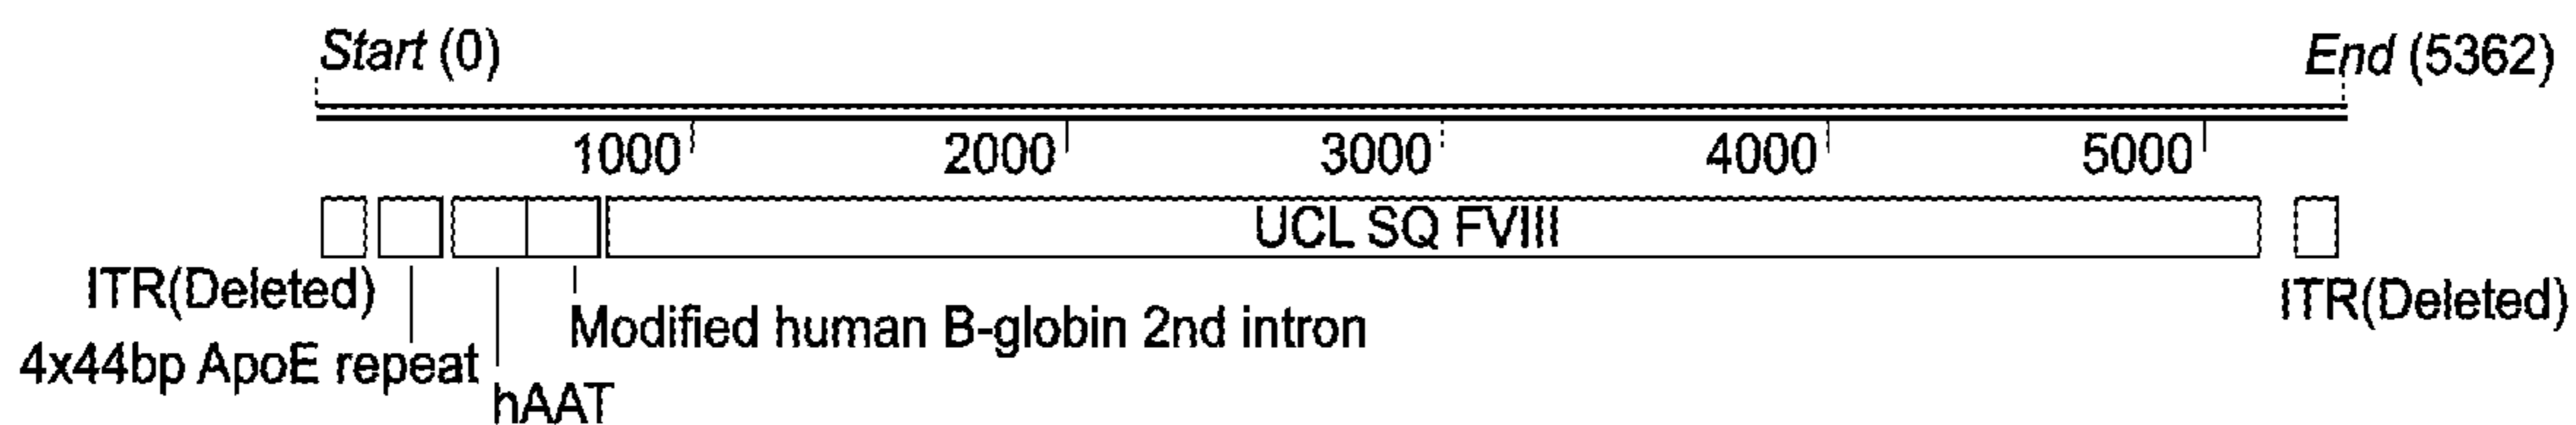 Start (0)
End (5362)
1000
2000
3000
4000
5000
UCL SQ FVIII
ITR(Deleted)
ITR(Deleted)
Modified human B-globin 2nd intron
4x44bp ApoE repeat
hAAT